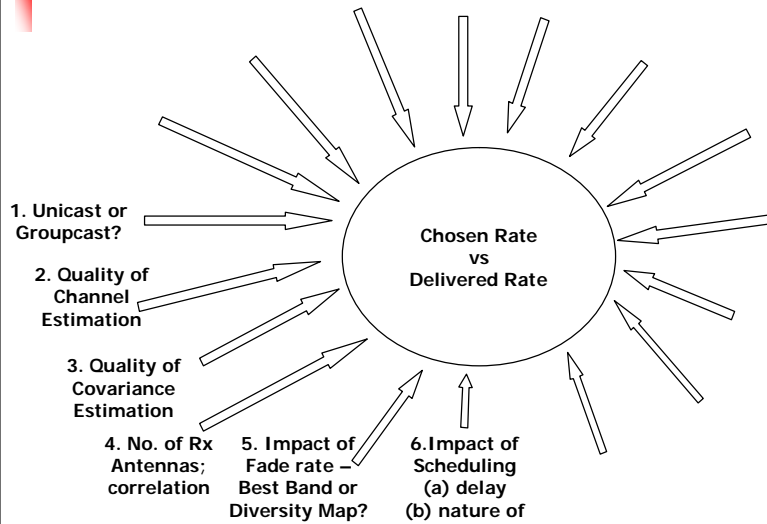 Chosen Rate
vs
Delivered Rate
1. Unicast or
Groupcast?
2. Quality of
Channel
Estimation
3. Quality of
Covariance
Estimation
4. No. of Rx
Antennas;
correlation
5. Impact of
Fade rate –
Best Band or
Diversity Map?
6.Impact of
Scheduling
(a) delay
(b) nature of